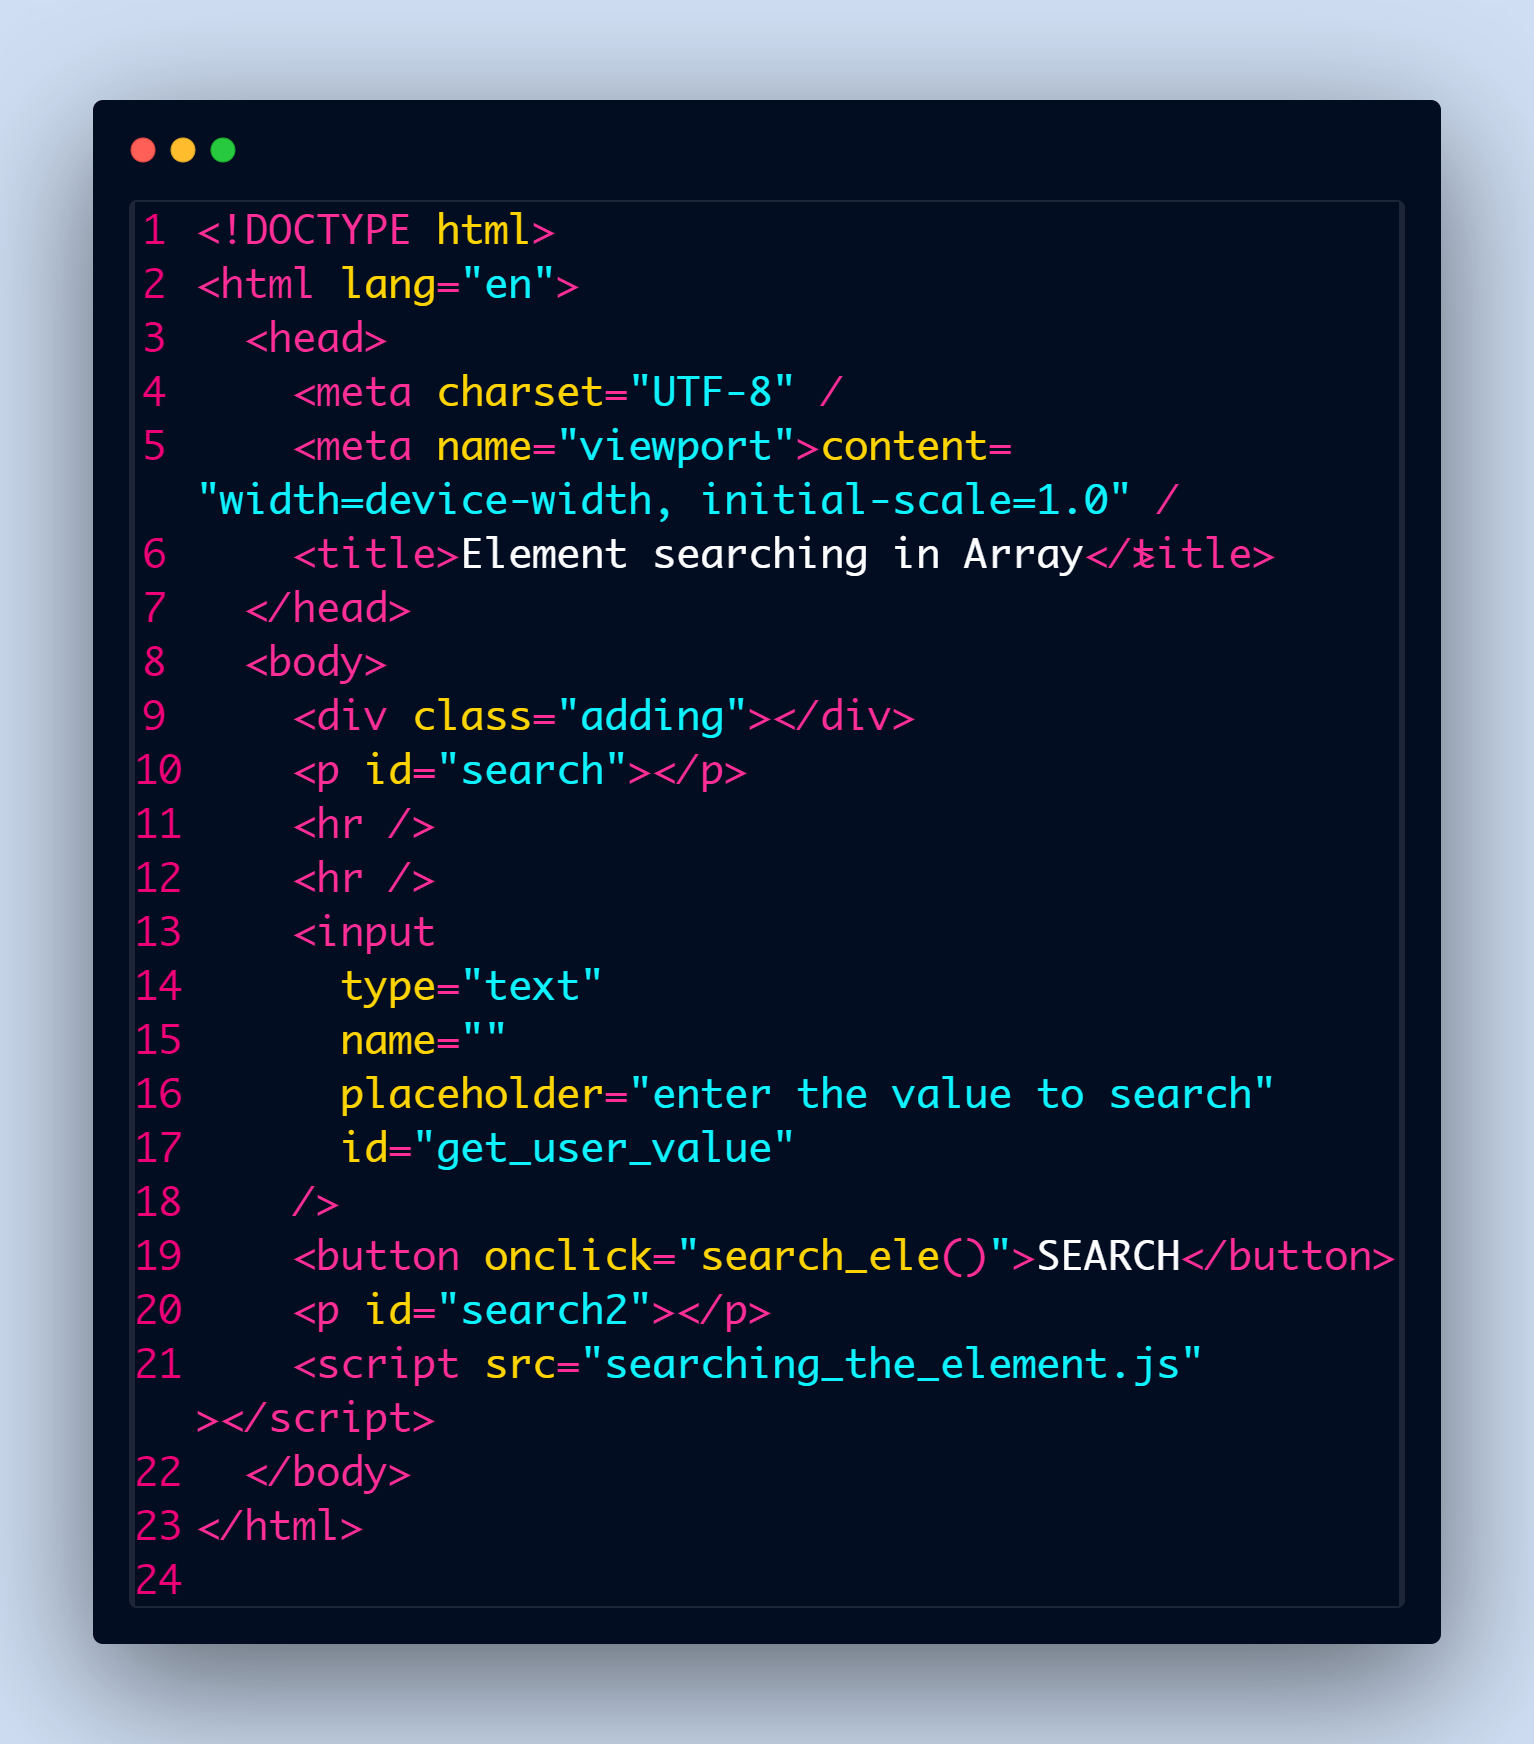 1 <!DOCTYPE html>
2 <html lang="en">
3   <head>
4     <meta charset="UTF-8" /
5     <meta name="viewport">content=
"width=device-width, initial-scale=1.0" /
6     <title>Element searching in Array</title>
7   </head>
8   <body>
9     <div class="adding"></div>
10     <p id="search"></p>
11     <hr />
12     <hr />
13     <input
14       type="text"
15       name=""
16       placeholder="enter the value to search"
17       id="get_user_value"
18     />
19     <button onclick="search_ele()">SEARCH</button>
20     <p id="search2"></p>
21     <script src="searching_the_element.js"
></script>
22   </body>
23 </html>
24